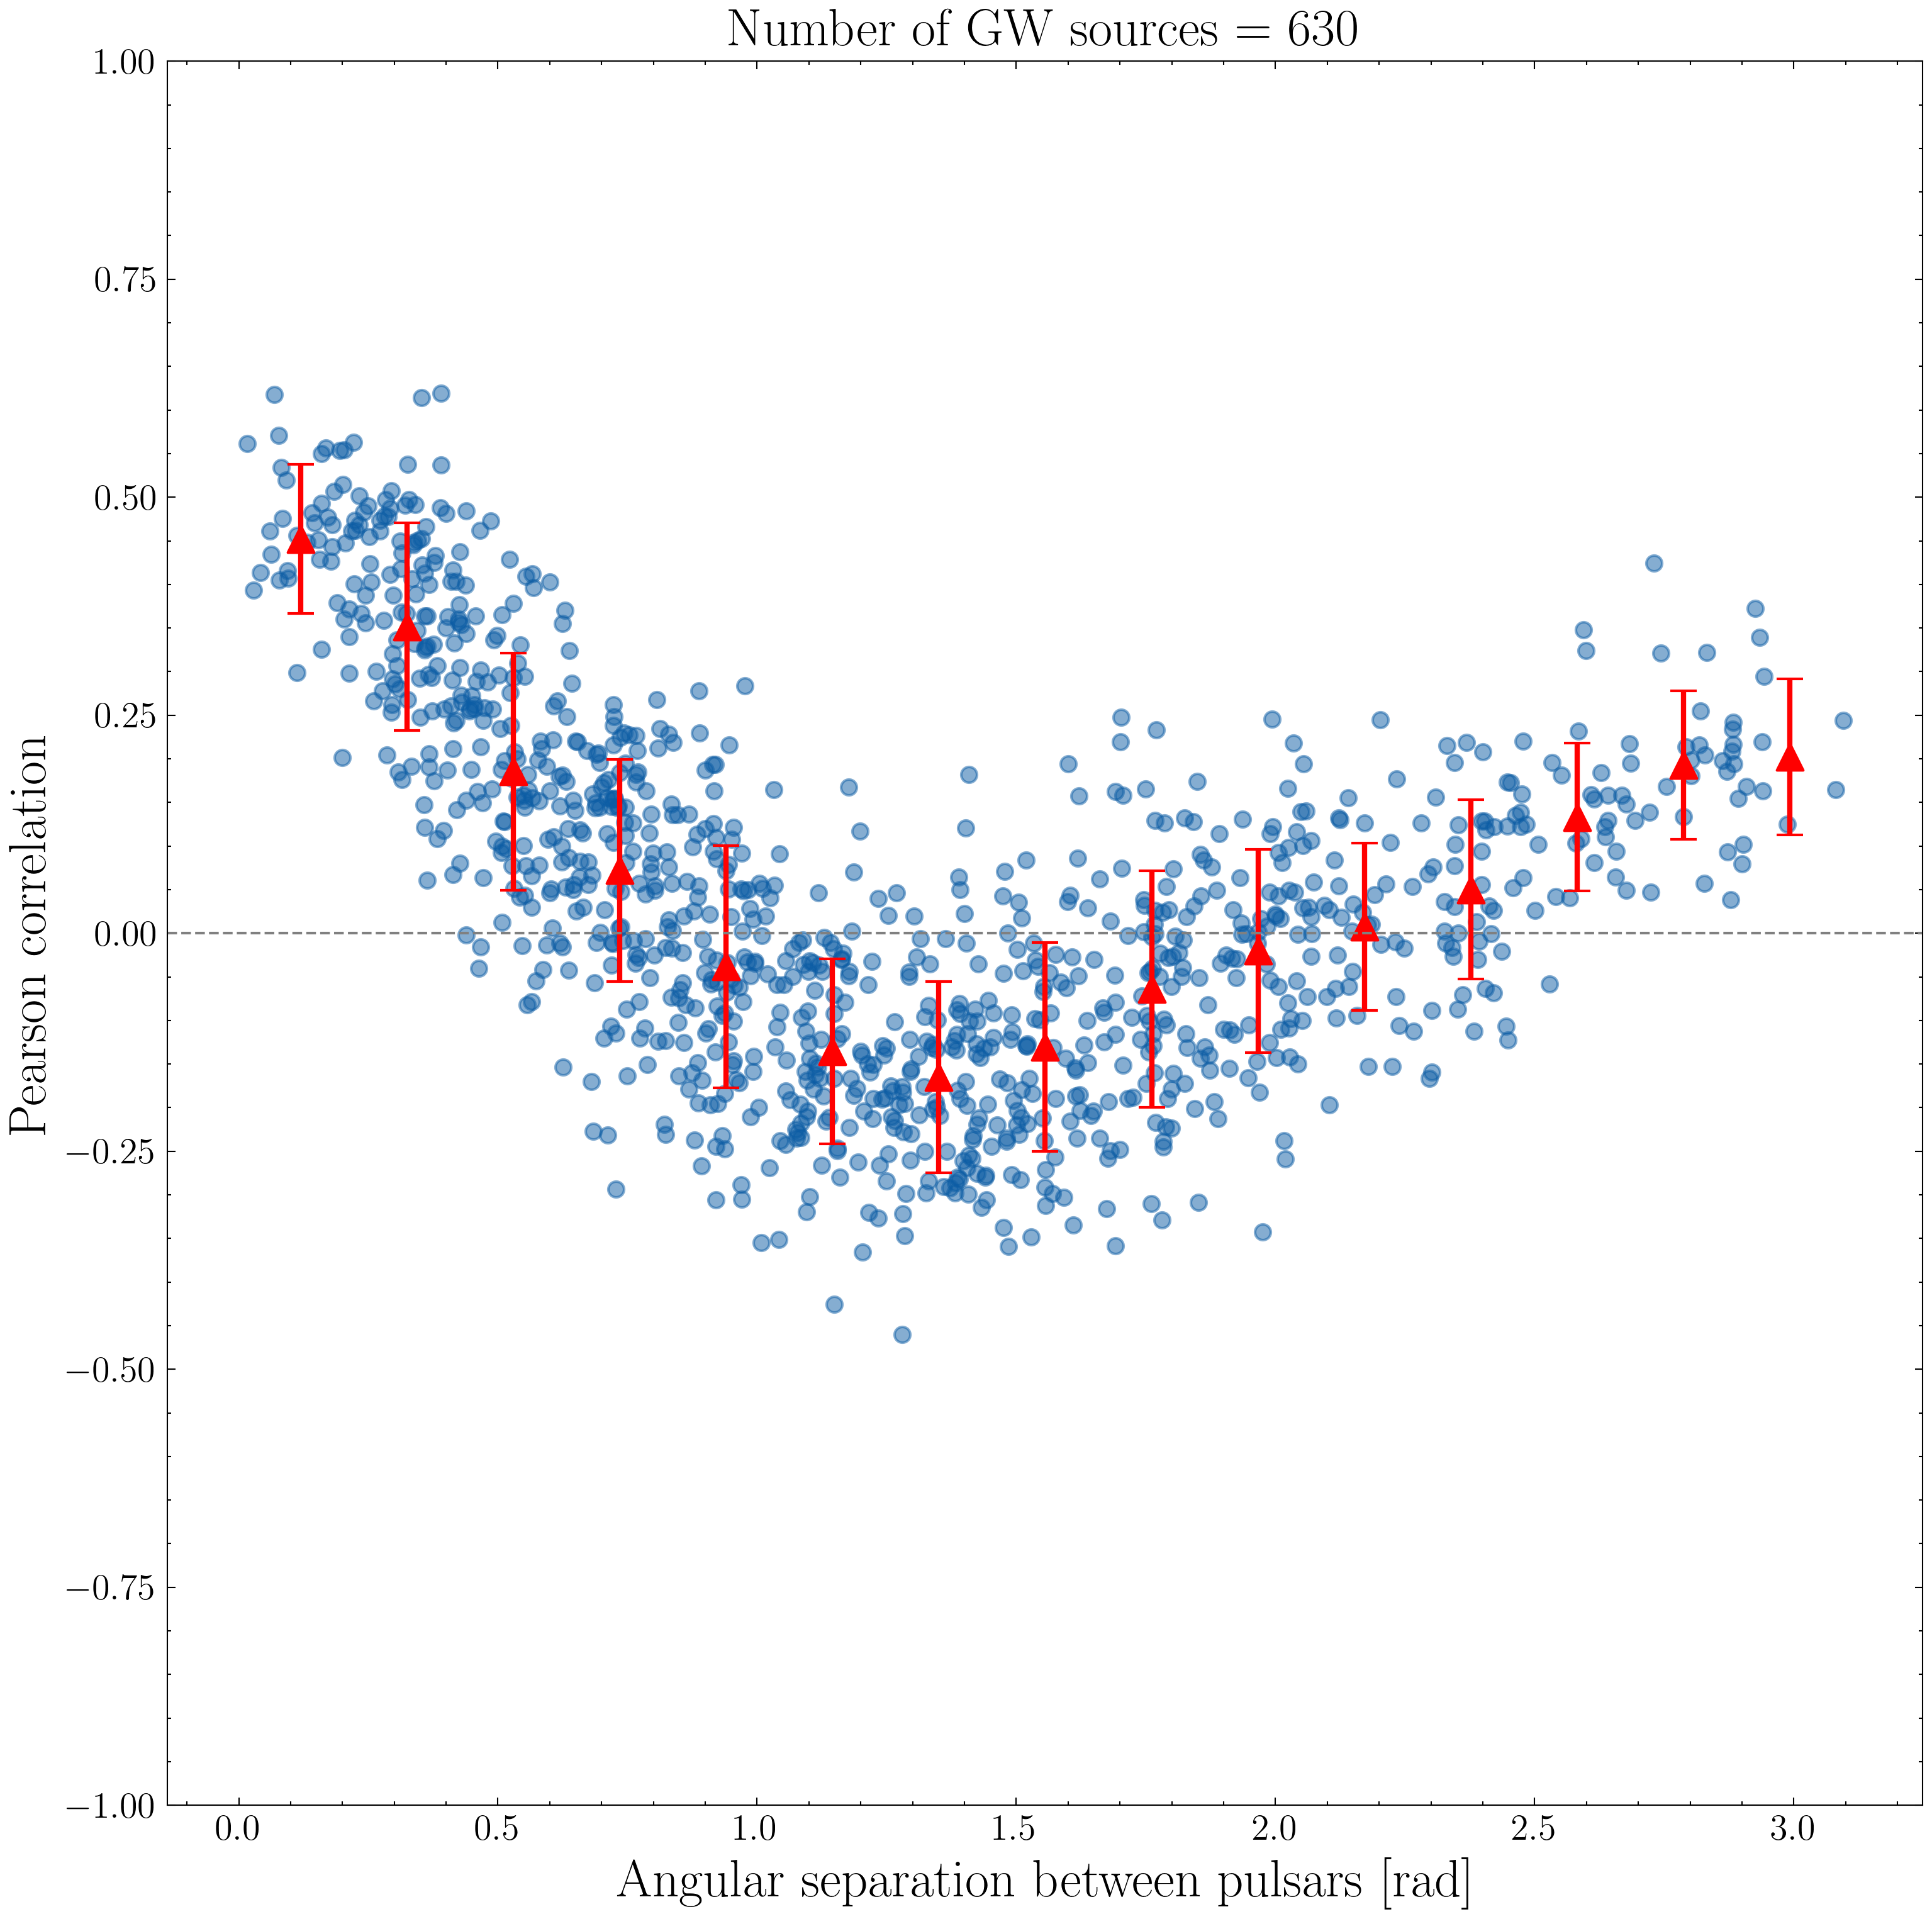 Number of GW sources = 630
1.00
0.75
0.50
0.25
0.00
−0.25
−0.50
−0.75
−1.00
Pearson correlation
0.0 0.5 1.0 1.5 2.0 2.5 3.0
Angular separation between pulsars [rad]